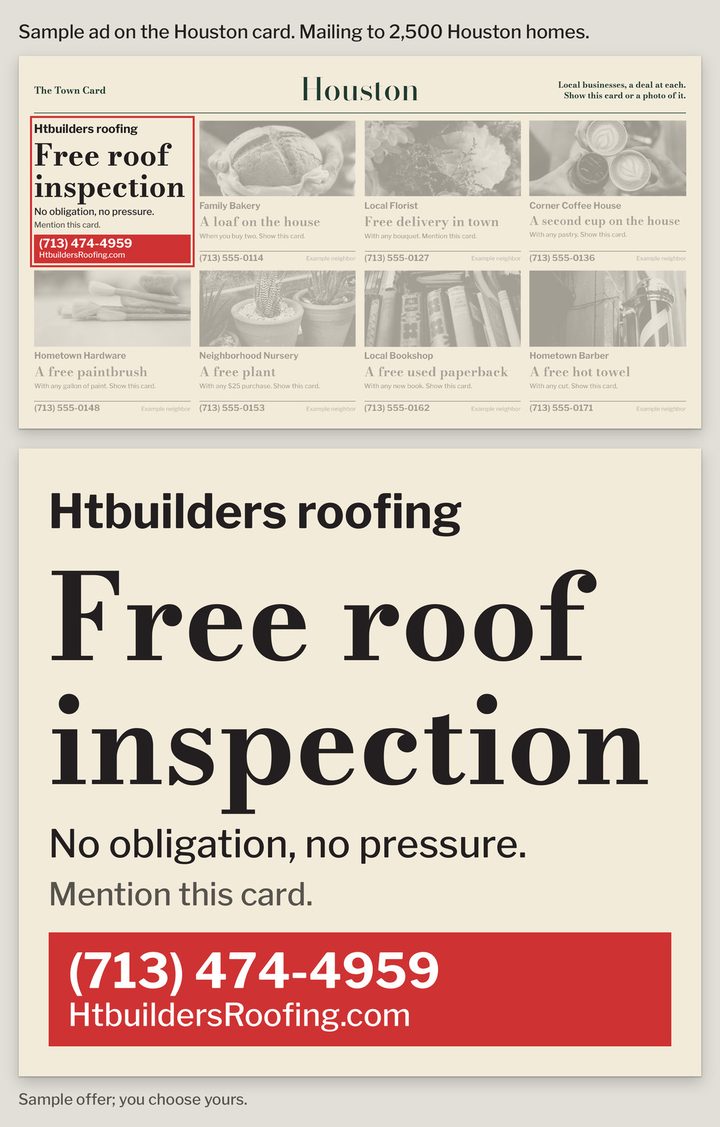 Sample ad on the Houston card. Mailing to 2,500 Houston homes.
The Town Card
Houston
Local businesses, a deal at each.
Show this card or a photo of it.
Htbuilders roofing
Free roof
inspection
No obligation, no pressure.
Mention this card.
(713) 474-4959
HtbuildersRoofing.com
Family Bakery
A loaf on the house
When you buy two. Show this card.
(713) 555-0114
Example neighbor
Local Florist
Free delivery in town
With any bouquet. Mention this card.
(713) 555-0127
Example neighbor
Corner Coffee House
A second cup on the house
With any pastry. Show this card.
(713) 555-0136
Example neighbor
Hometown Hardware
A free paintbrush
With any gallon of paint. Show this card.
(713) 555-0148
Example neighbor
Neighborhood Nursery
A free plant
With any $25 purchase. Show this card.
(713) 555-0153
Example neighbor
Local Bookshop
A free used paperback
With any new book. Show this card.
(713) 555-0162
Example neighbor
Hometown Barber
A free hot towel
With any cut. Show this card.
(713) 555-0171
Example neighbor
Htbuilders roofing
Free roof
inspection
No obligation, no pressure.
Mention this card.
(713) 474-4959
HtbuildersRoofing.com
Sample offer; you choose yours.